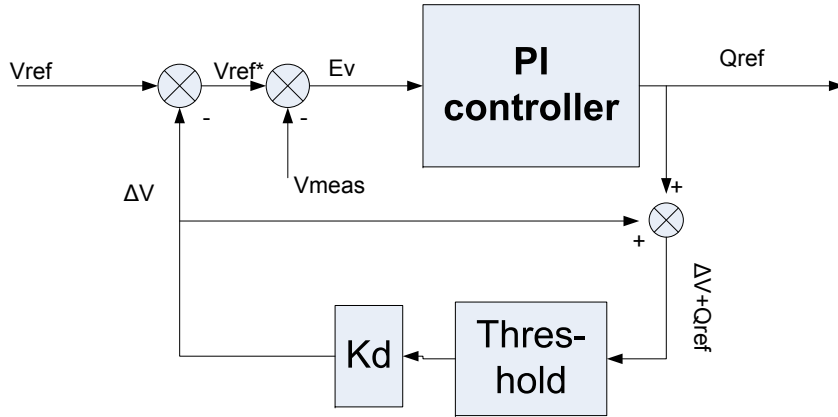 Vref
Vref*
Ev
PI
controller
Qref
-
-
Vmeas
ΔV
+
+
ΔV+Qref
Kd
Thres-
hold